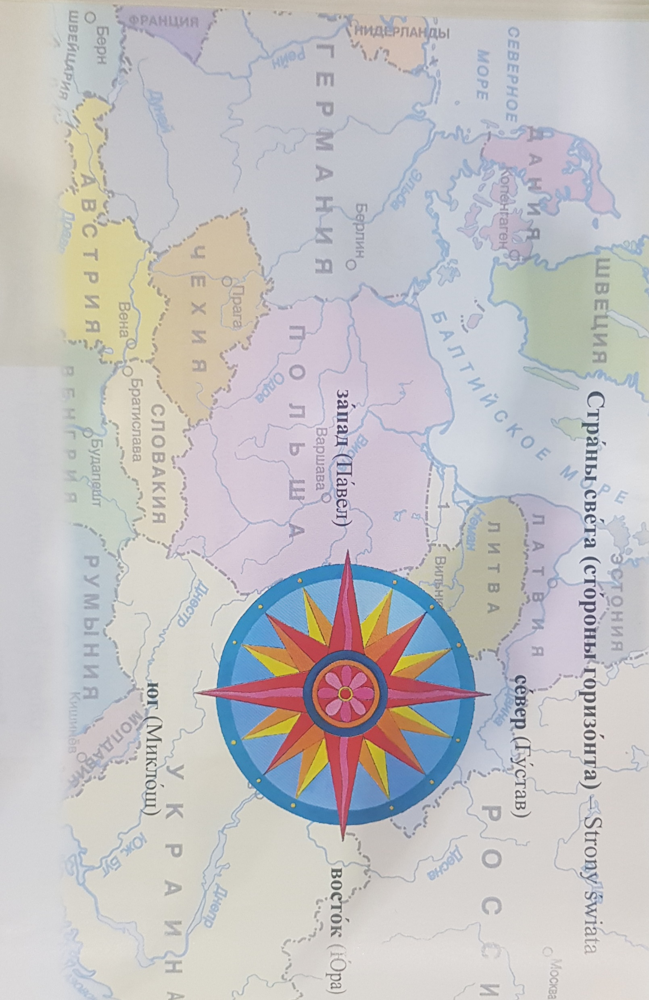 Стра́ны све́та (сто́роны́ горизо́нта) – Strony świata
се́вер (Гу́став)
за́пад (Па́вел)
восто́к (Ю́ра)
юг (Микло́ш)
СЕВЕРНОЕ
МОРЕ
ДАНИЯ
Копенгаген
ШВЕЦИЯ
БАЛТИЙСКОЕ МОРЕ
ЭСТОНИЯ
ЛАТВИЯ
ЛИТВА
Неман
1
Двина
РОССИ
Москва
Десна
НИДЕРЛАНДЫ
ГЕРМАНИЯ
Рейн
Эльба
Берлин
ПОЛЬША
Одра
Варшава
ФРАНЦИЯ
Дунай
ЧЕХИЯ
Прага
СЛОВАКИЯ
Братислава
Берн
ШВЕЙЦАРИЯ
АВСТРИЯ
Вена
ВЕНГРИЯ
Будапешт
РУМЫНИЯ
Днестр
МОЛДАВИЯ
Кишинёв
УКРАИНА
Юж. Буг
Днепр